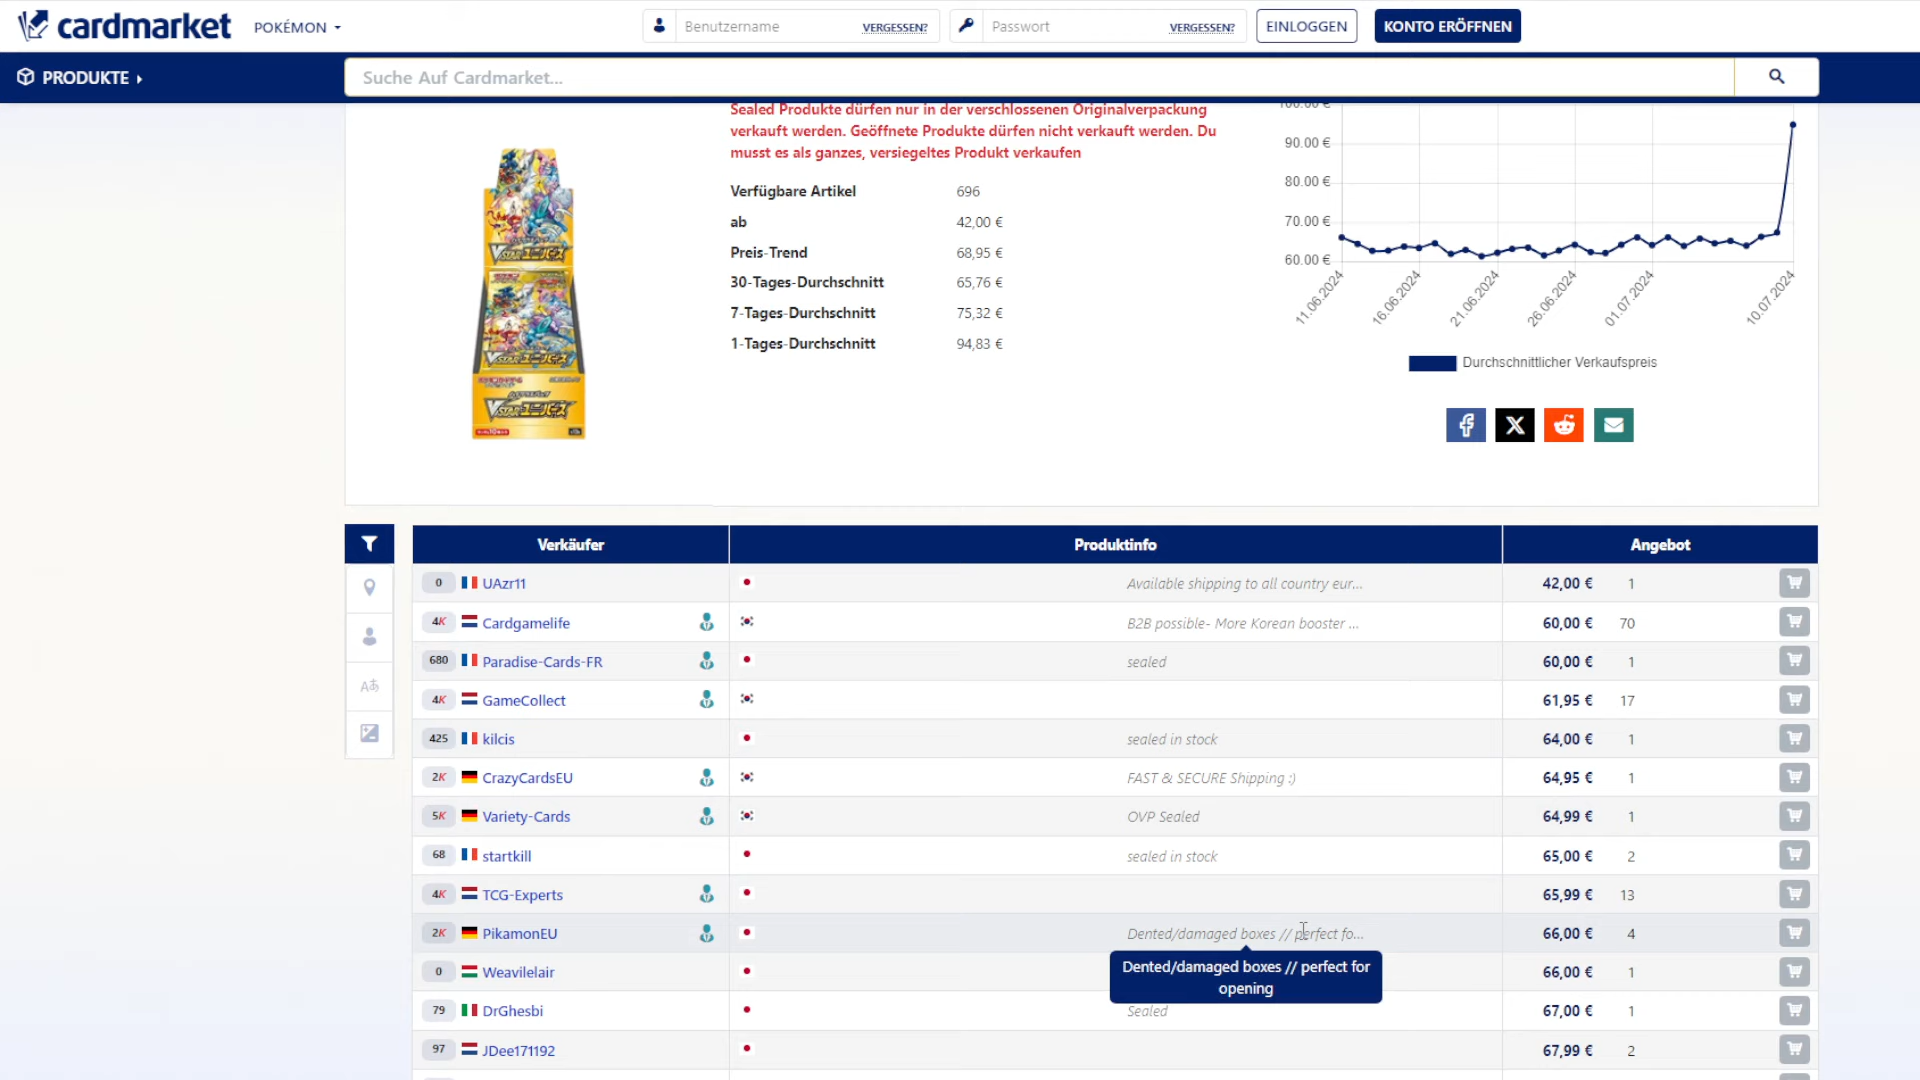 cardmarket
POKÉMON
Benutzername
VERGESSEN?
Passwort
VERGESSEN?
EINLOGGEN
KONTO ERÖFFNEN
PRODUKTE
Suche Auf Cardmarket...
Sealed Produkte dürfen nur in der verschlossenen Originalverpackung
verkauft werden. Geöffnete Produkte dürfen nicht verkauft werden. Du
musst es als ganzes, versiegeltes Produkt verkaufen
Verfügbare Artikel 696
ab 42,00 €
Preis-Trend 68,95 €
30-Tages-Durchschnitt 65,76 €
7-Tages-Durchschnitt 75,32 €
1-Tages-Durchschnitt 94,83 €
100.00 €
90.00 €
80.00 €
70.00 €
60.00 €
11.06.2024
16.06.2024
21.06.2024
26.06.2024
01.07.2024
10.07.2024
Durchschnittlicher Verkaufspreis
Verkäufer Produktinfo Angebot
0 UAzr11 Available shipping to all country eur... 42,00 € 1
4K Cardgamelife B2B possible- More Korean booster ... 60,00 € 70
680 Paradise-Cards-FR sealed 60,00 € 1
4K GameCollect 61,95 € 17
425 kilcis sealed in stock 64,00 € 1
2K CrazyCardsEU FAST & SECURE Shipping :) 64,95 € 1
5K Variety-Cards OVP Sealed 64,99 € 1
68 startkill sealed in stock 65,00 € 2
4K TCG-Experts 65,99 € 13
2K PikamonEU Dented/damaged boxes // perfect fo... 66,00 € 4
Dented/damaged boxes // perfect for
opening
0 Weavilelair 66,00 € 1
79 DrGhesbi Sealed 67,00 € 1
97 JDee171192 67,99 € 2